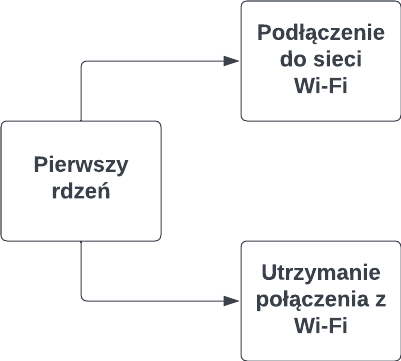 Podłączenie
do sieci
Wi-Fi
Pierwszy
rdzeń
Utrzymanie
połączenia z
Wi-Fi